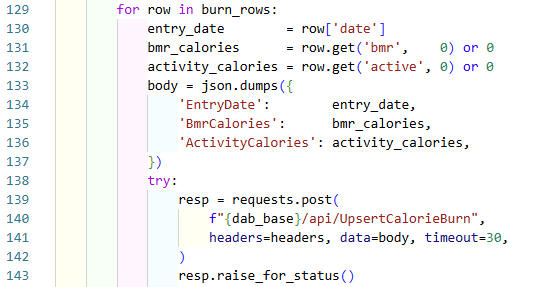 129 for row in burn_rows:
130 entry_date = row['date']
131 bmr_calories = row.get('bmr', 0) or 0
132 activity_calories = row.get('active', 0) or 0
133 body = json.dumps({
134 'EntryDate': entry_date,
135 'BmrCalories': bmr_calories,
136 'ActivityCalories': activity_calories,
137 })
138 try:
139 resp = requests.post(
140 f"{dab_base}/api/UpsertCalorieBurn",
141 headers=headers, data=body, timeout=30,
142 )
143 resp.raise_for_status()